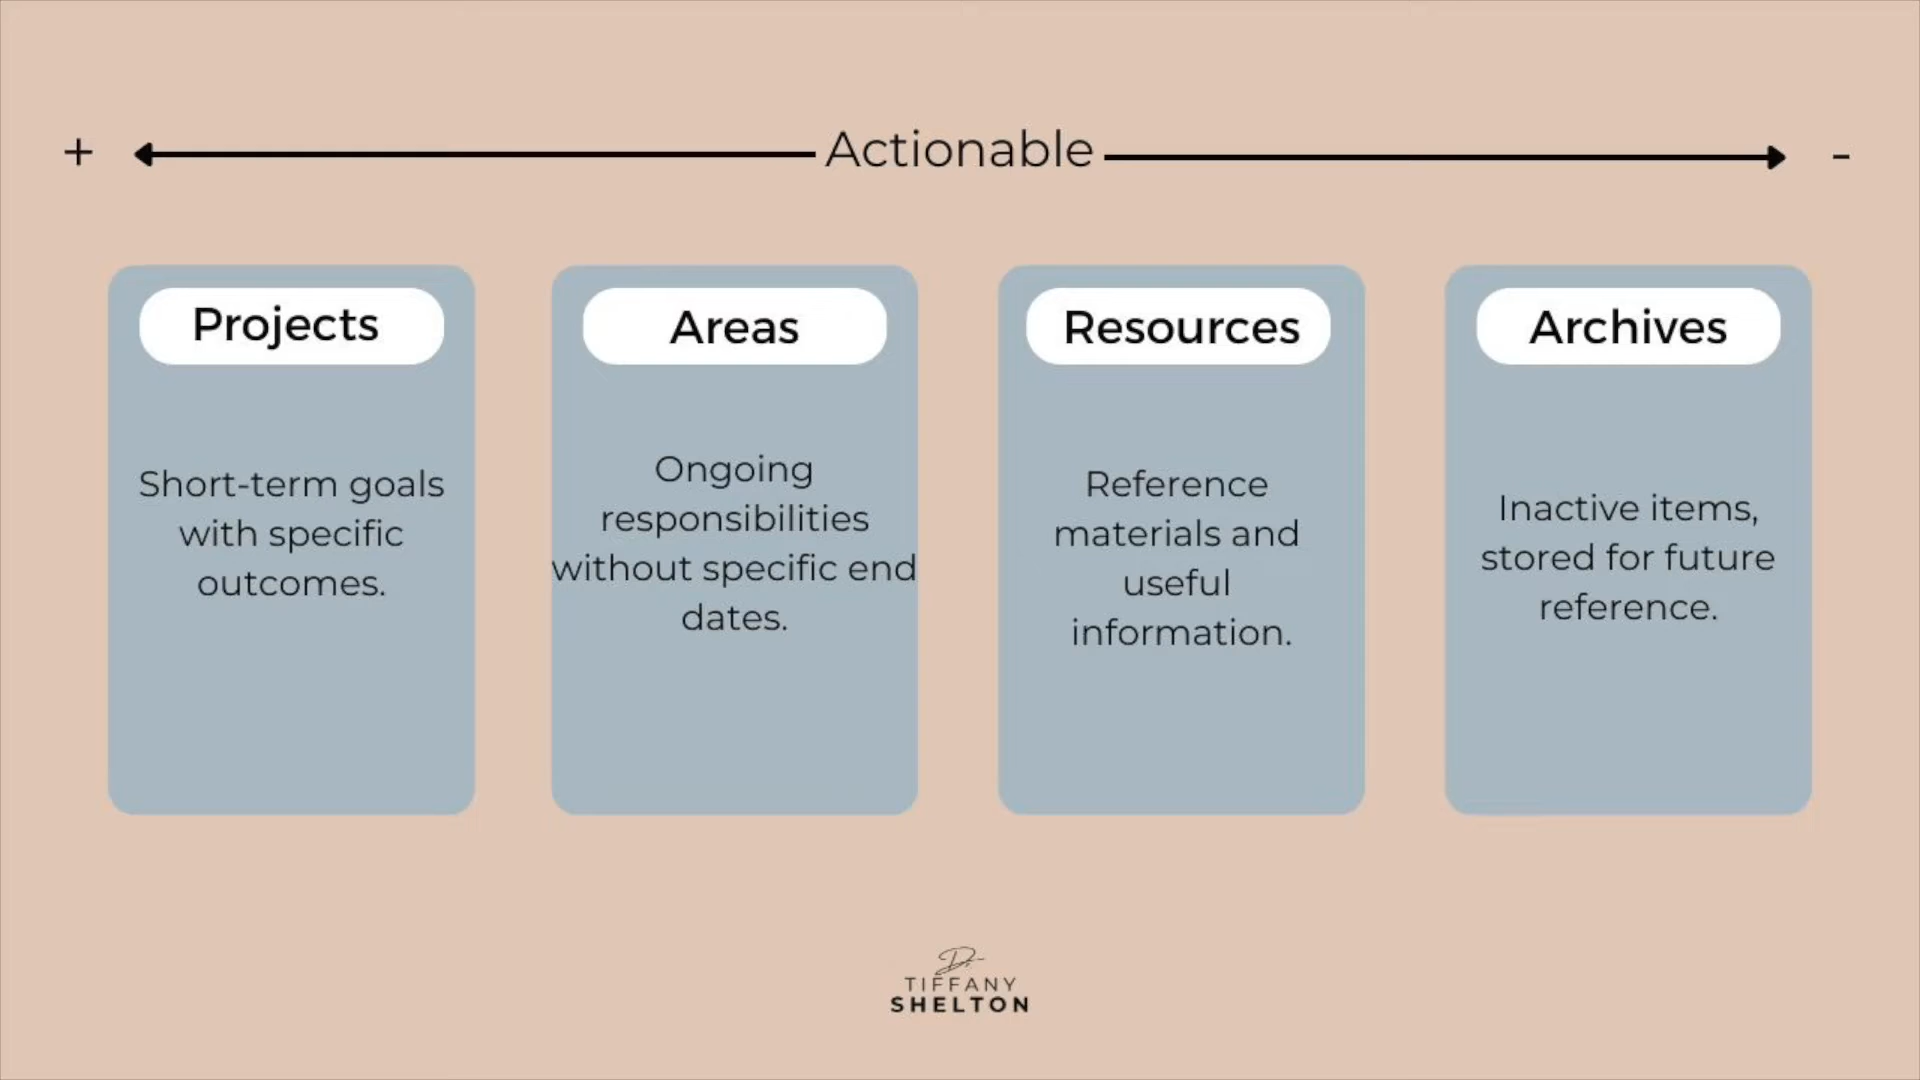 + Actionable -
Projects
Short-term goals
with specific
outcomes.
Areas
Ongoing
responsibilities
without specific end
dates.
Resources
Reference
materials and
useful
information.
Archives
Inactive items,
stored for future
reference.
Dr.
TIFFANY
SHELTON